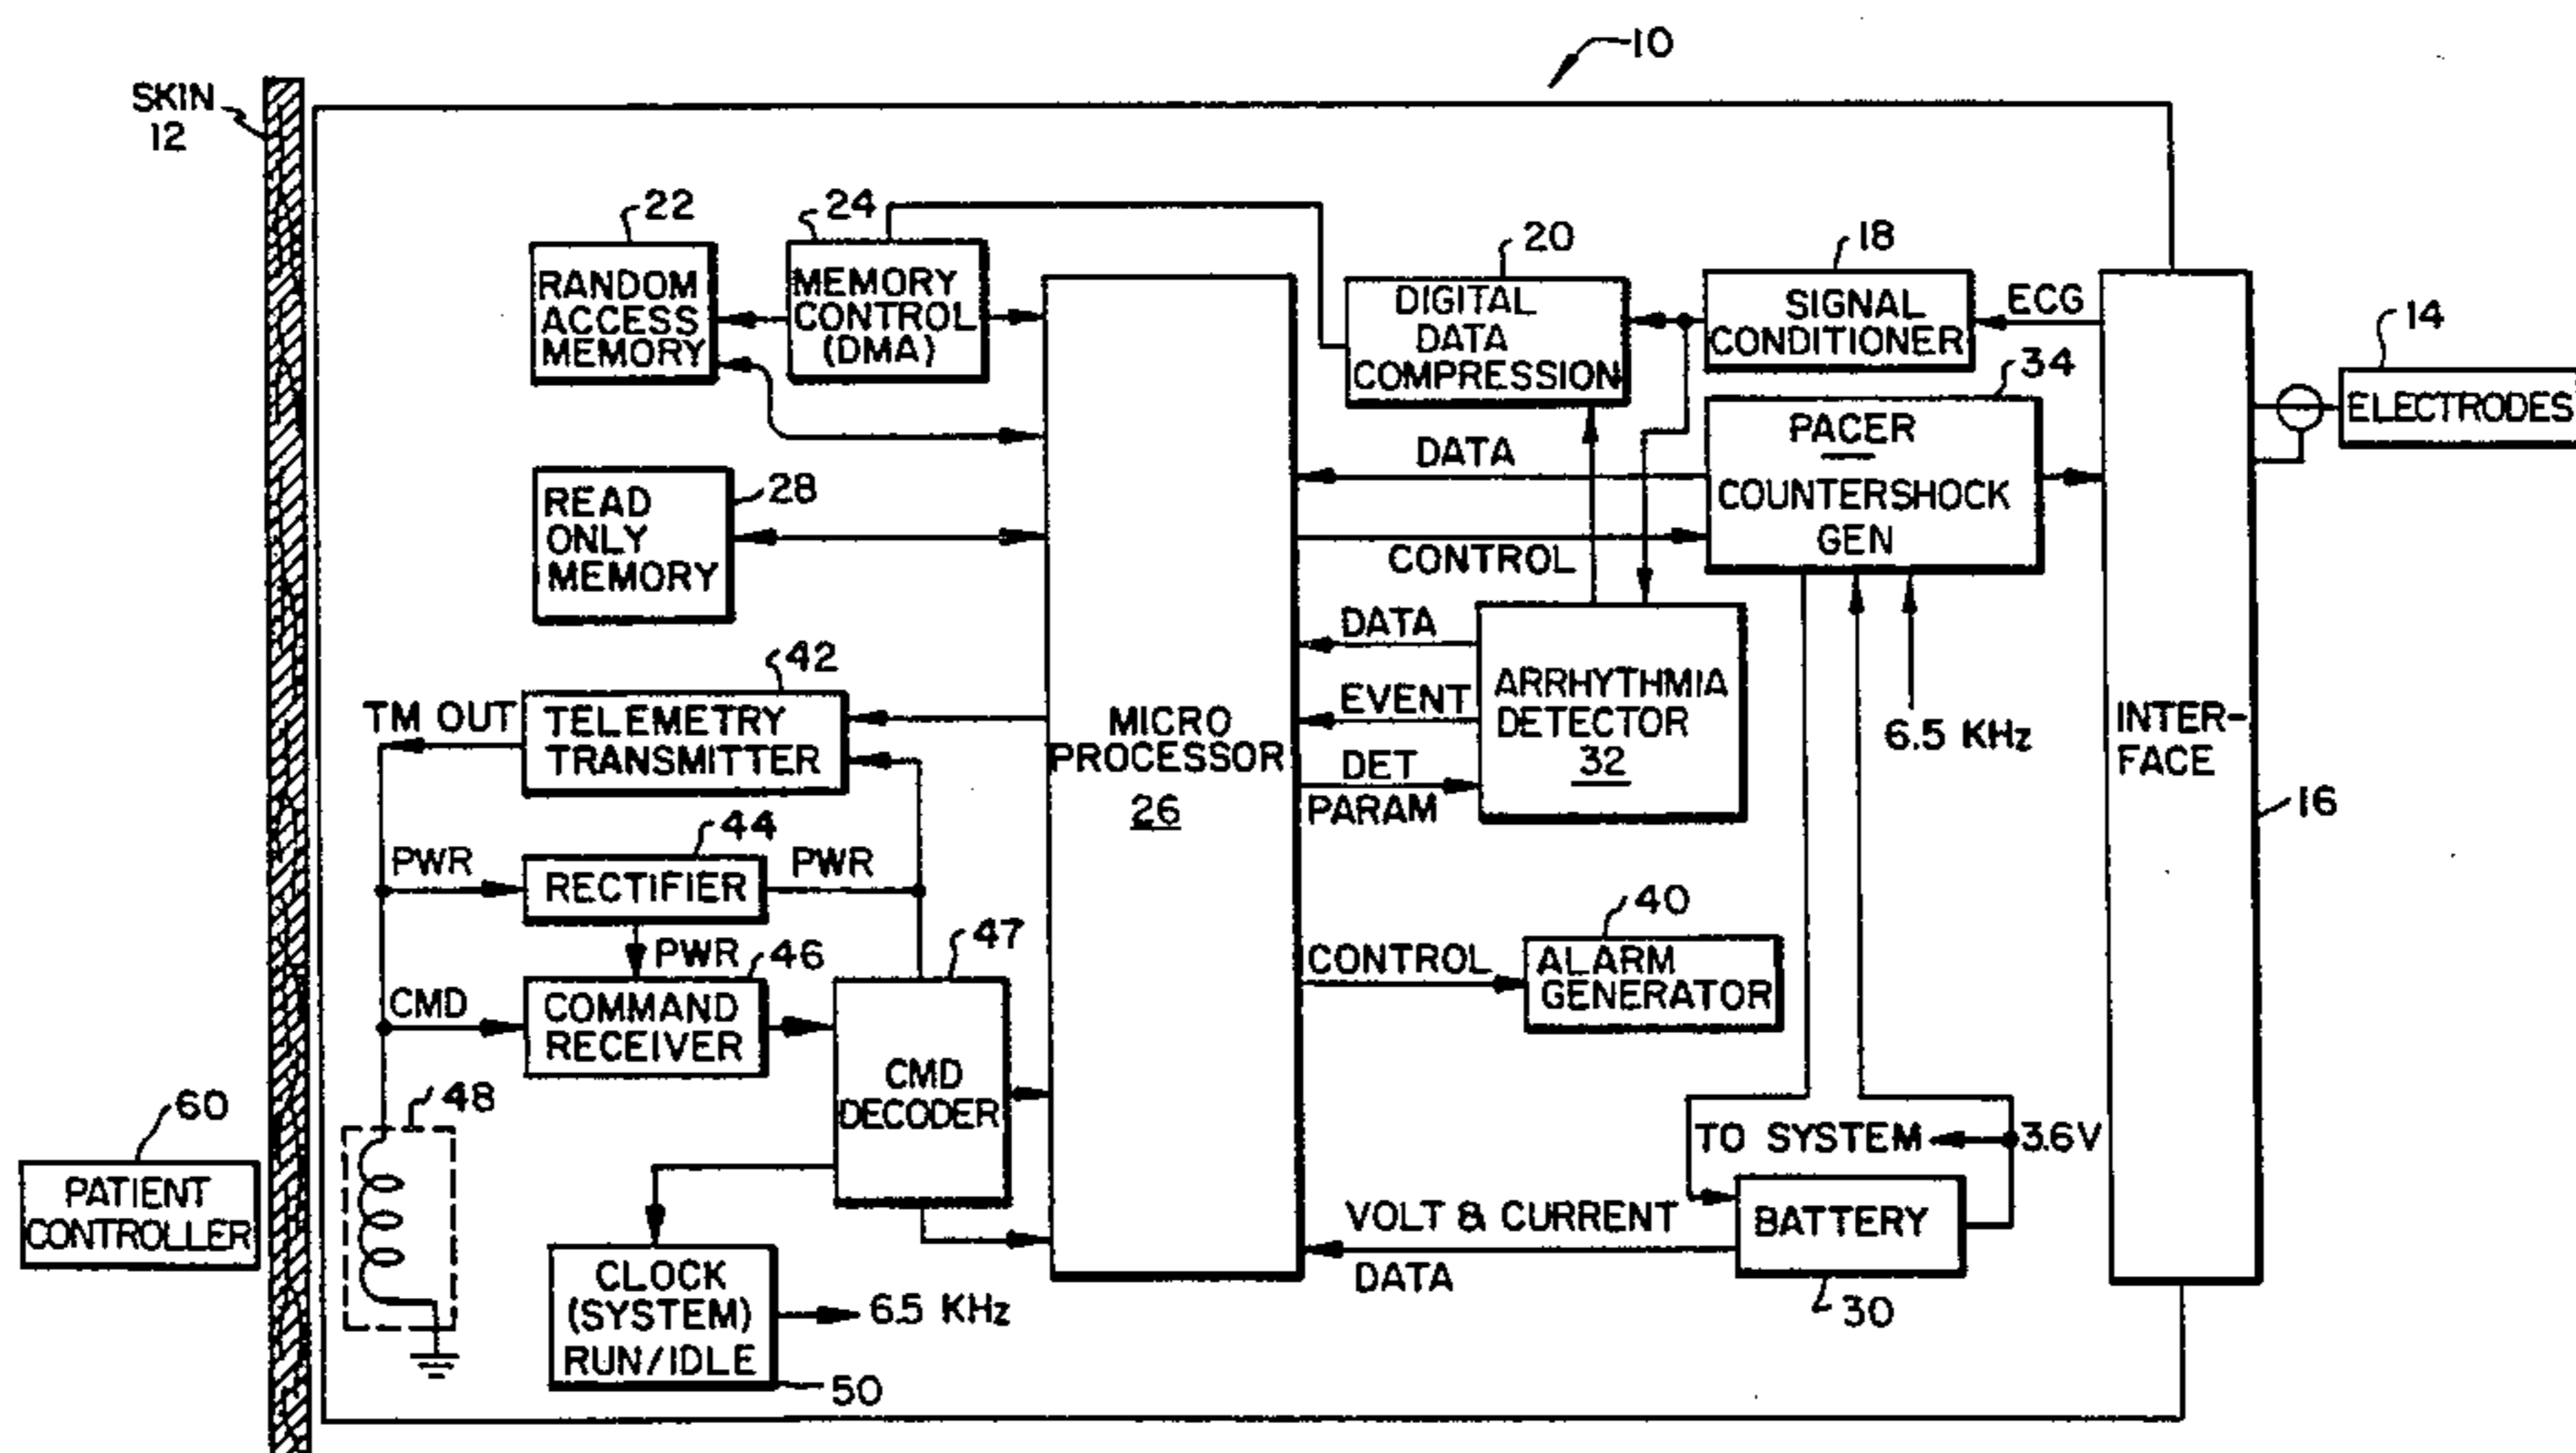 10
SKIN
12
22
RANDOM
ACCESS
MEMORY
24
MEMORY
CONTROL
(DMA)
20
DIGITAL
DATA
COMPRESSION
18
SIGNAL
CONDITIONER
ECG
14
ELECTRODES
34
PACER
COUNTERSHOCK
GEN
DATA
CONTROL
28
READ
ONLY
MEMORY
DATA
EVENT
DET
PARAM
ARRHYTHMIA
DETECTOR
32
6.5 KHz
INTER-
FACE
16
42
TM OUT
TELEMETRY
TRANSMITTER
MICRO
PROCESSOR
26
44
PWR
RECTIFIER
PWR
PWR
46
CMD
COMMAND
RECEIVER
47
CMD
DECODER
CONTROL
40
ALARM
GENERATOR
48
60
PATIENT
CONTROLLER
TO SYSTEM
3.6V
VOLT & CURRENT
DATA
BATTERY
30
CLOCK
(SYSTEM)
RUN/IDLE
6.5 KHz
50